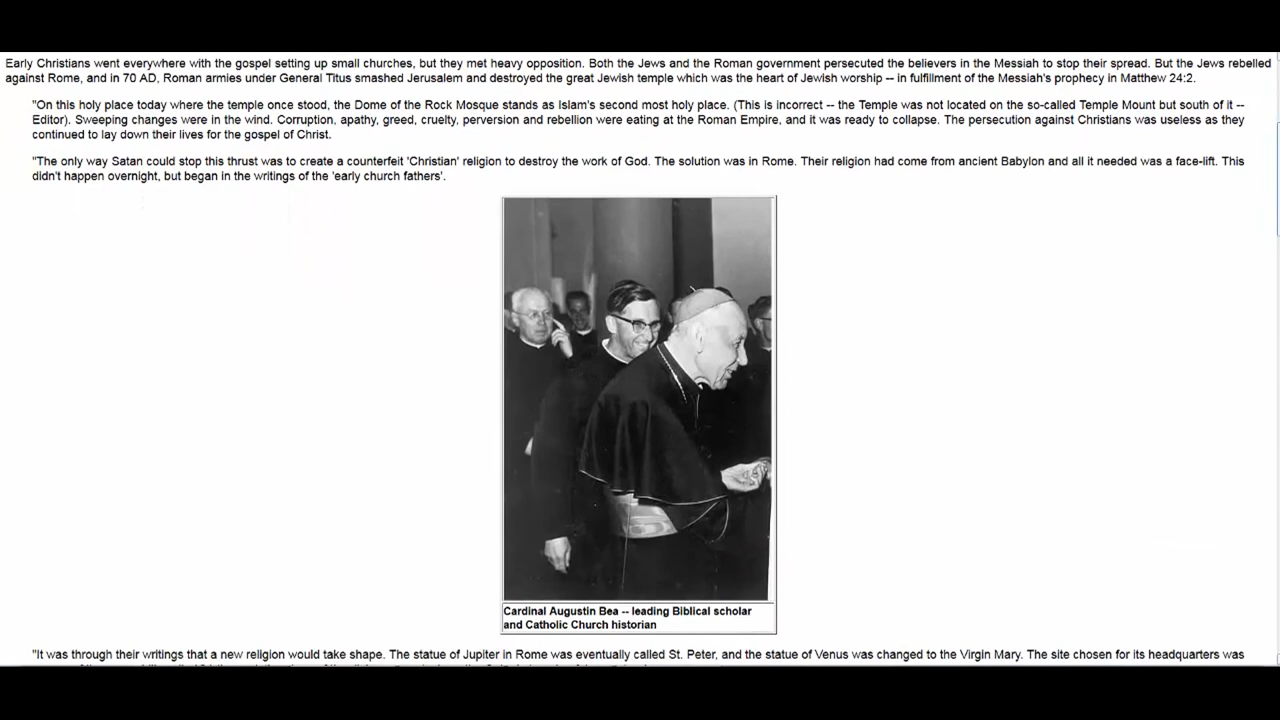 Early Christians went everywhere with the gospel setting up small churches, but they met heavy opposition. Both the Jews and the Roman government persecuted the believers in the Messiah to stop their spread. But the Jews rebelled
against Rome, and in 70 AD, Roman armies under General Titus smashed Jerusalem and destroyed the great Jewish temple which was the heart of Jewish worship -- in fulfillment of the Messiah's prophecy in Matthew 24:2.
"On this holy place today where the temple once stood, the Dome of the Rock Mosque stands as Islam's second most holy place. (This is incorrect -- the Temple was not located on the so-called Temple Mount but south of it --
Editor). Sweeping changes were in the wind. Corruption, apathy, greed, cruelty, perversion and rebellion were eating at the Roman Empire, and it was ready to collapse. The persecution against Christians was useless as they
continued to lay down their lives for the gospel of Christ.
"The only way Satan could stop this thrust was to create a counterfeit 'Christian' religion to destroy the work of God. The solution was in Rome. Their religion had come from ancient Babylon and all it needed was a face-lift. This
didn't happen overnight, but began in the writings of the 'early church fathers'.
Cardinal Augustin Bea -- leading Biblical scholar
and Catholic Church historian
"It was through their writings that a new religion would take shape. The statue of Jupiter in Rome was eventually called St. Peter, and the statue of Venus was changed to the Virgin Mary. The site chosen for its headquarters was